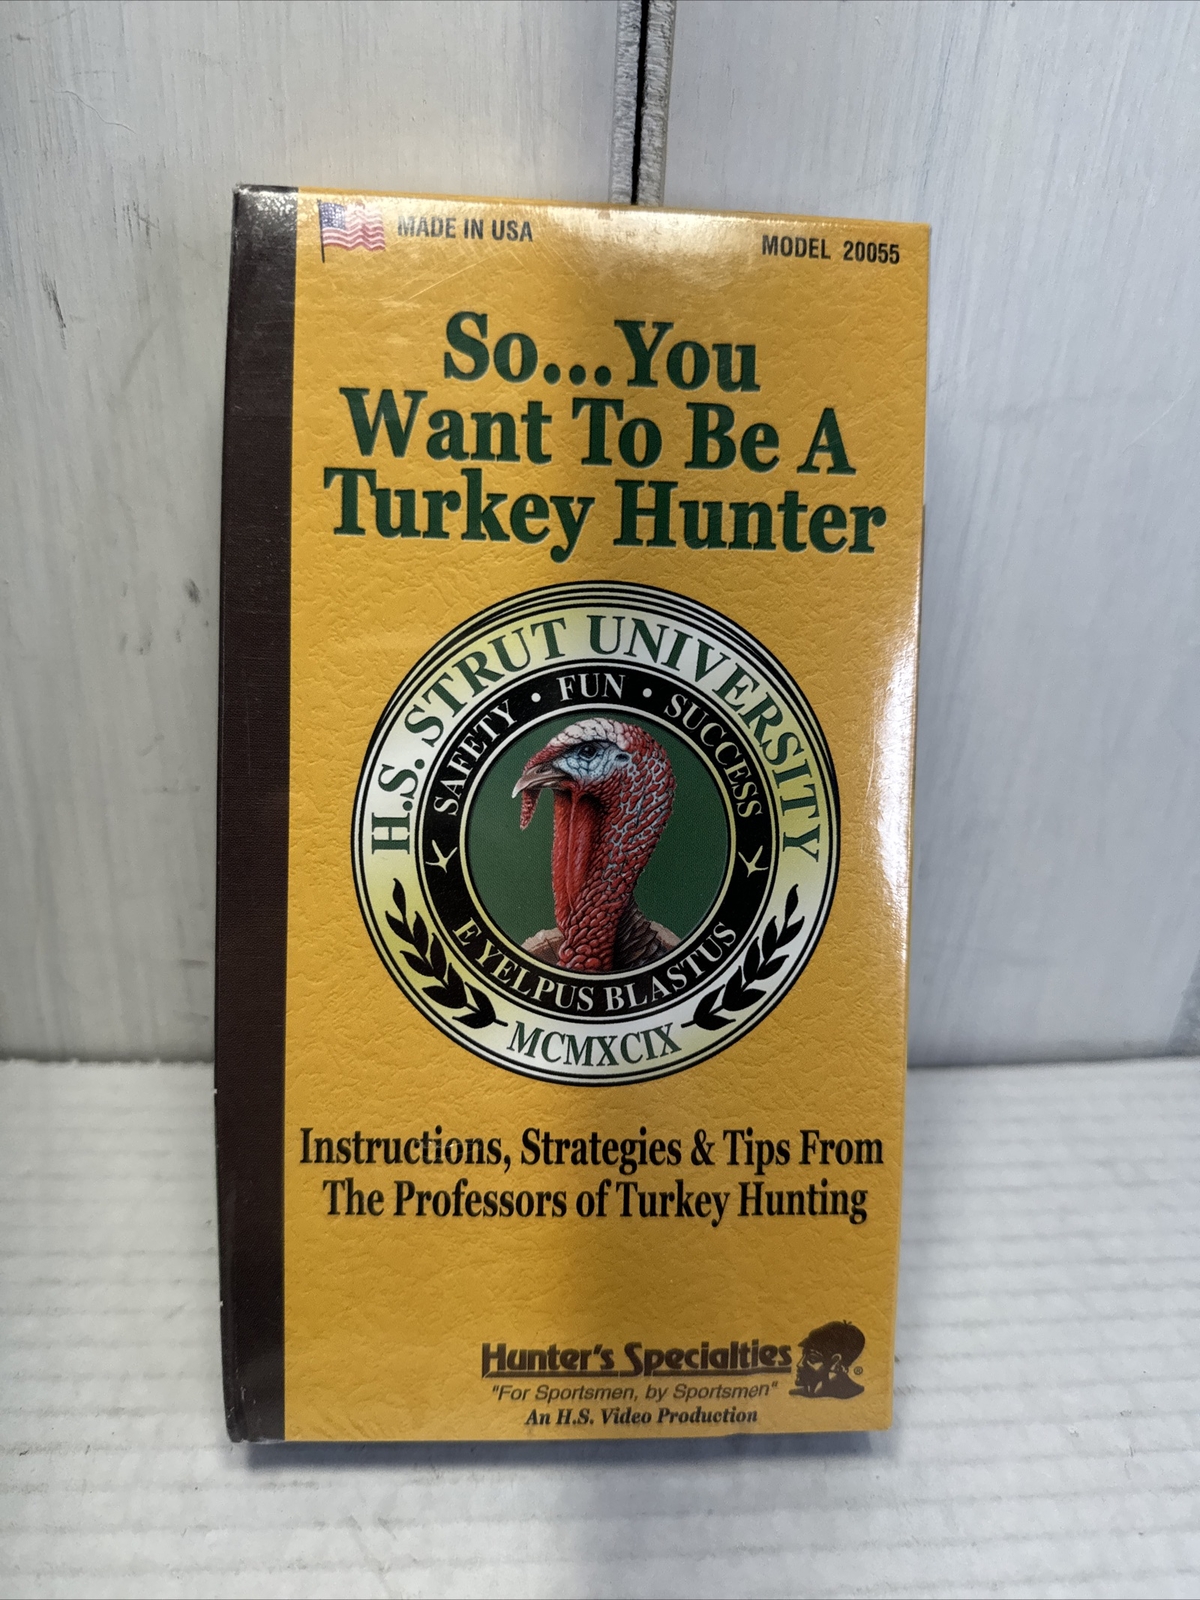 MADE IN USA
MODEL 20055
So...You
Want To Be A
Turkey Hunter
H.S. STRUT UNIVERSITY
SAFETY • FUN • SUCCESS
E YELPUS BLASTUS
MCMXCIX
Instructions, Strategies & Tips From
The Professors of Turkey Hunting
Hunter's Specialties®
"For Sportsmen, by Sportsmen"
An H.S. Video Production